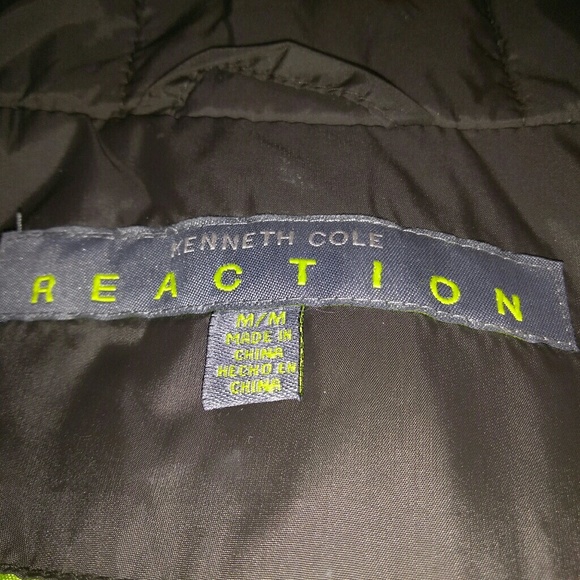 KENNETH COLE
REACTION
M/M
MADE IN
CHINA
HECHO EN
CHINA